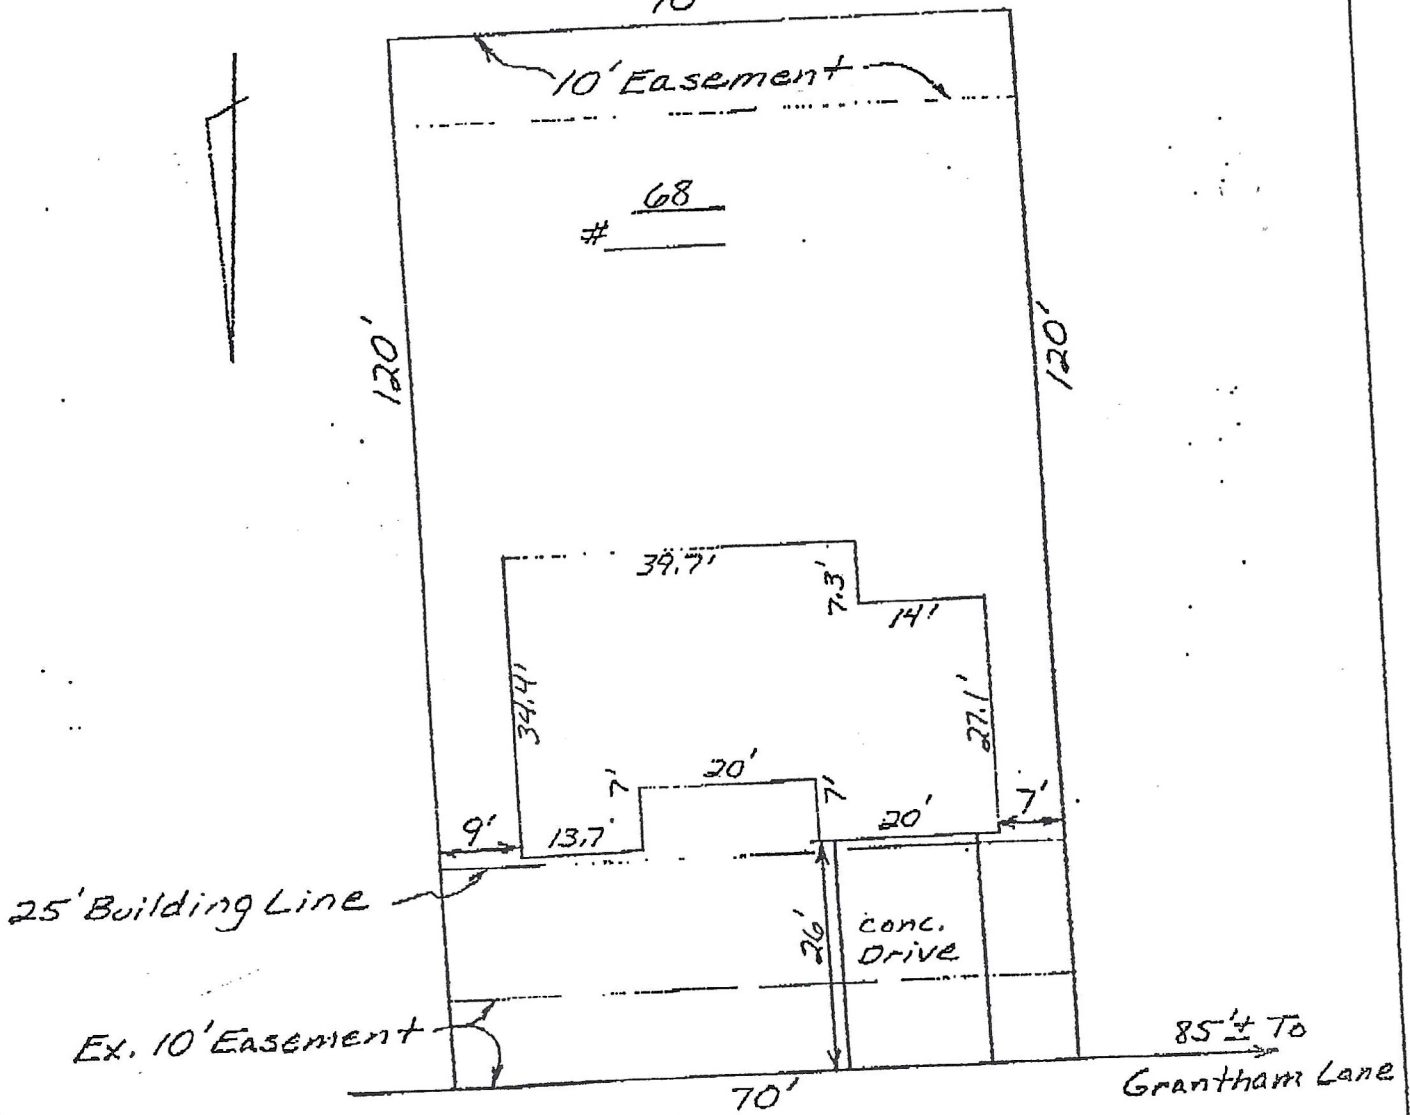 70'
10' Easement
68
#
120'
120'
39.7'
7.3'
14'
34.4'
27.1'
7'
20'
7'
20'
7'
9'
13.7'
25' Building Line
26'
conc.
Drive
Ex. 10' Easement
85'± To
Grantham Lane
70'